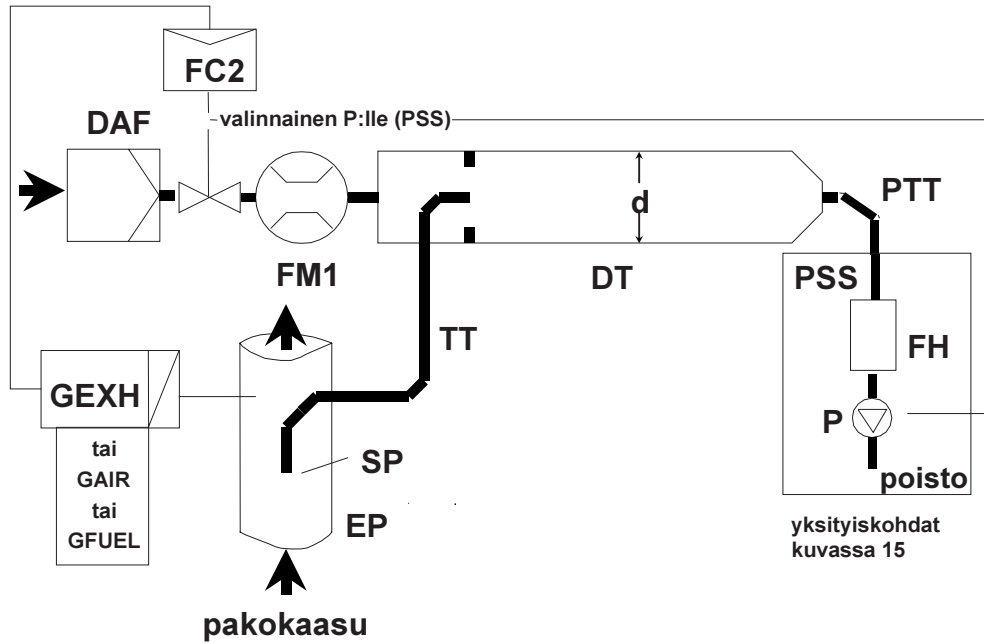 FC2
valinnainen P:lle (PSS)
DAF
d
PTT
FM1
DT
PSS
TT
FH
GEXH
P
tai
GAIR
tai
GFUEL
SP
poisto
EP
yksityiskohdat
kuvassa 15
pakokaasu